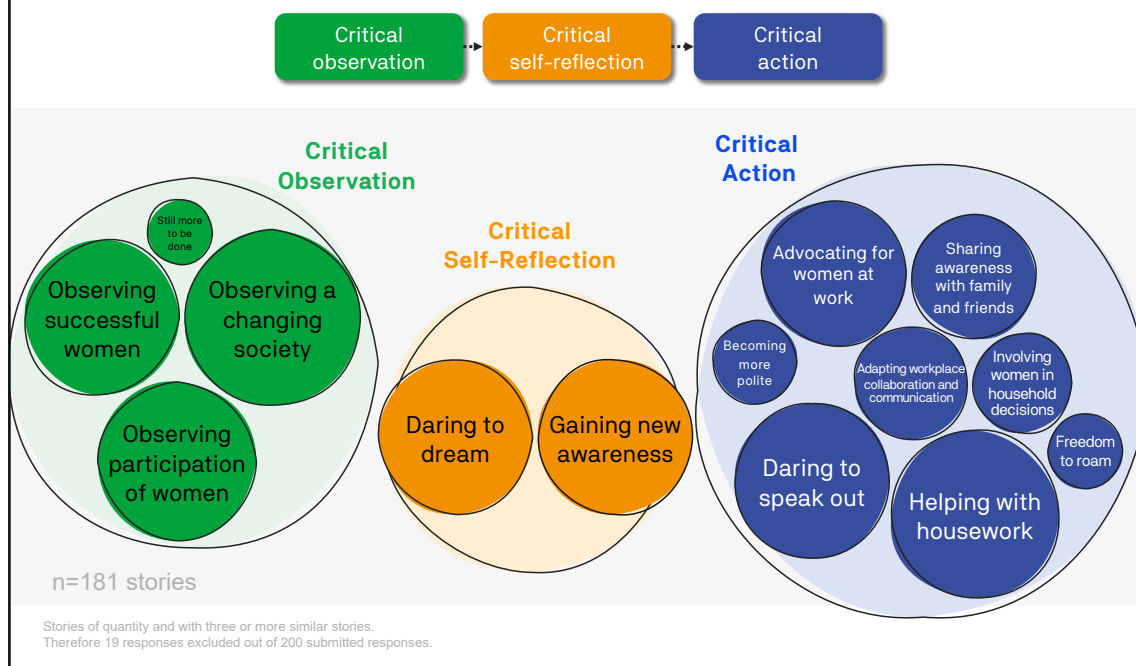 Critical
observation
Critical
self-reflection
Critical
action
Critical
Observation
Still more
to be
done
Observing
successful
women
Observing a
changing
society
Observing
participation
of women
Critical
Self-Reflection
Daring to
dream
Gaining new
awareness
Critical
Action
Advocating for
women at
work
Sharing
awareness
with family
and friends
Becoming
more
polite
Adapting workplace
collaboration and
communication
Involving
women in
household
decisions
Freedom
to roam
Daring to
speak out
Helping with
housework
n=181 stories
Stories of quantity and with three or more similar stories.
Therefore 19 responses excluded out of 200 submitted responses.